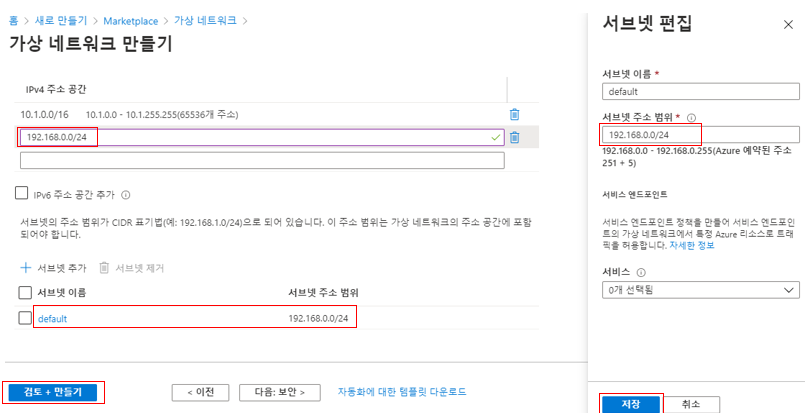 홈 > 새로 만들기 > Marketplace > 가상 네트워크 >
가상 네트워크 만들기
IPv4 주소 공간
10.1.0.0/16 10.1.0.0 - 10.1.255.255(65536개 주소)
192.168.0.0/24
IPv6 주소 공간 추가
서브넷의 주소 범위가 CIDR 표기법(예: 192.168.1.0/24)으로 되어 있습니다. 이 주소 범위는 가상 네트워크의 주소 공간에 포함
되어야 합니다.
+ 서브넷 추가 서브넷 제거
서브넷 이름 서브넷 주소 범위
default 192.168.0.0/24
검토 + 만들기 < 이전 다음: 보안 > 자동화에 대한 템플릿 다운로드
서브넷 편집
서브넷 이름 *
default
서브넷 주소 범위 *
192.168.0.0/24
192.168.0.0 - 192.168.0.255(Azure 예약된 주소
251 + 5)
서비스 엔드포인트
서비스 엔드포인트 정책을 만들어 서비스 엔드포인
트의 가상 네트워크에서 특정 Azure 리소스로 트래
픽을 허용합니다. 자세한 정보
서비스
0개 선택됨
저장 취소